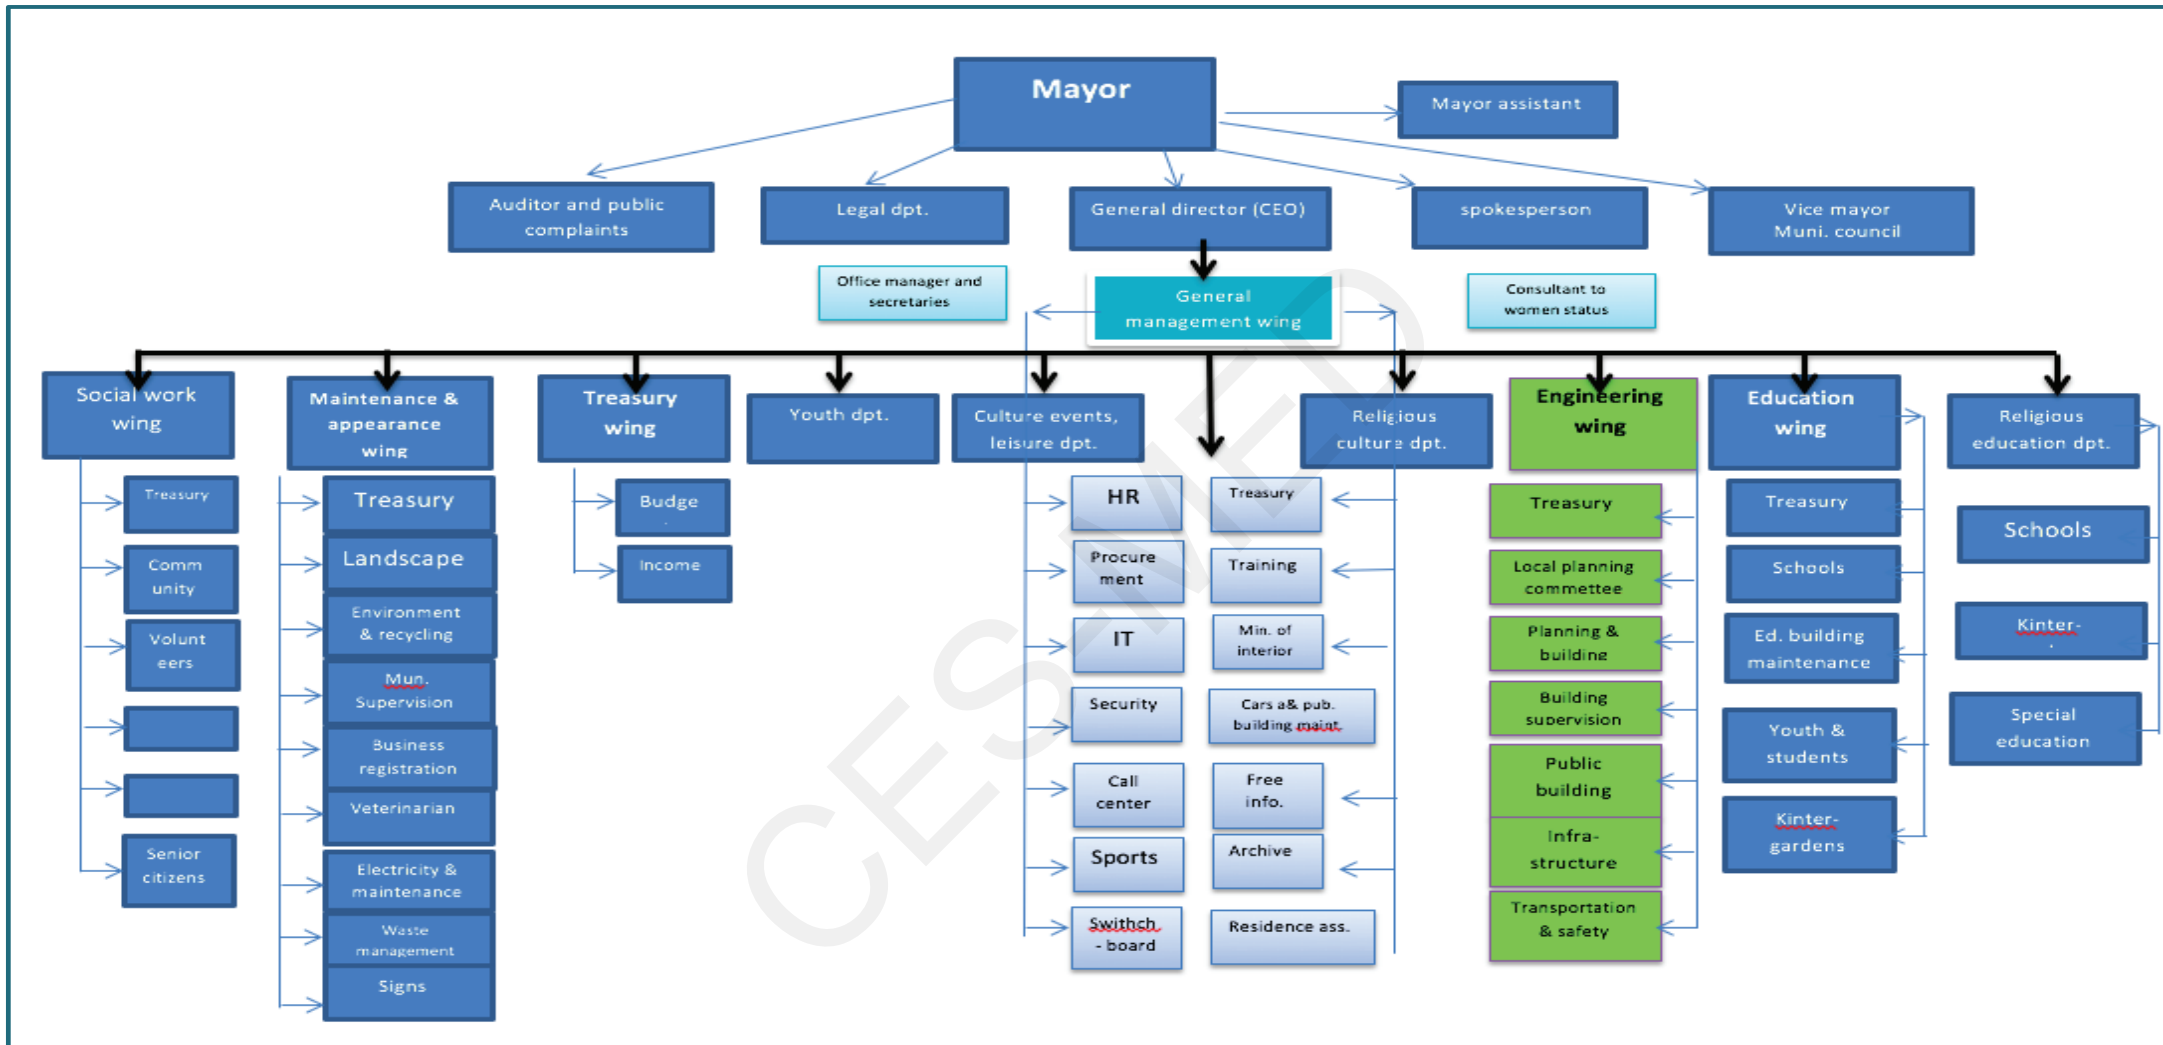 Mayor
Mayor assistant
Auditor and public
complaints
Legal dpt.
General director (CEO)
spokesperson
Vice mayor
Muni. council
Office manager and
secretaries
General
management wing
Consultant to
women status
Social work
wing
Maintenance &
appearance
wing
Treasury
wing
Youth dpt.
Culture events,
leisure dpt.
Religious
culture dpt.
Engineering
wing
Education
wing
Religious
education dpt.
Treasury
Comm
unity
Volunt
eers
Senior
citizens
Treasury
Landscape
Environment
& recycling
Mun.
Supervision
Business
registration
Veterinarian
Electricity &
maintenance
Waste
management
Signs
Budge
Income
HR
Procure
ment
IT
Security
Call
center
Sports
Swithch
- board
Treasury
Training
Min. of
interior
Cars a& pub.
building maint.
Free
info.
Archive
Residence ass.
Treasury
Local planning
commettee
Planning &
building
Building
supervision
Public
building
Infra-
structure
Transportation
& safety
Treasury
Schools
Ed. building
maintenance
Youth &
students
Kinter-
gardens
Schools
Kinter-
Special
education
CES-MED